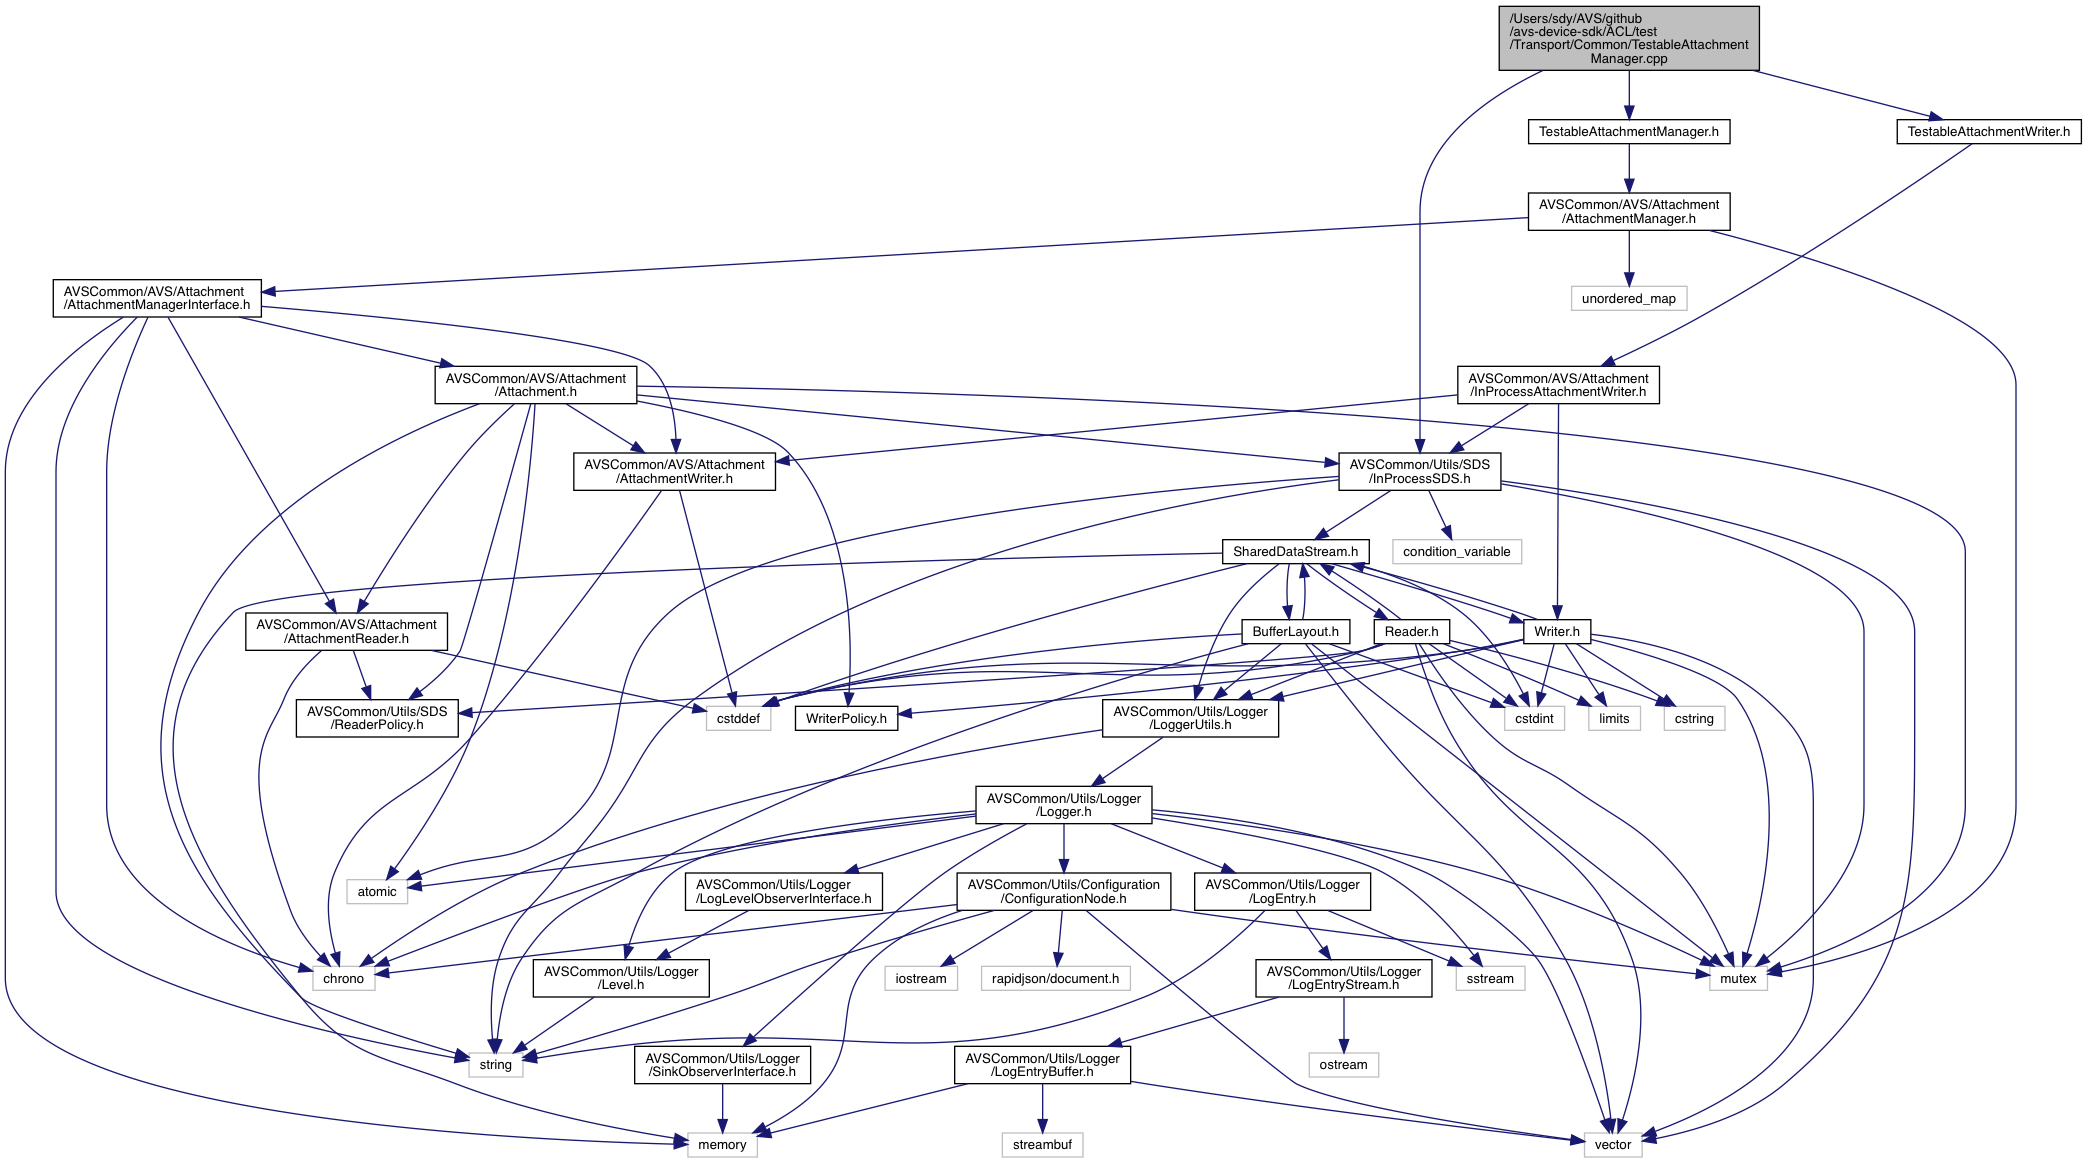 /Users/sdy/AVS/github
/avs-device-sdk/ACL/test
/Transport/Common/TestableAttachment
Manager.cpp
TestableAttachmentManager.h
TestableAttachmentWriter.h
AVSCommon/AVS/Attachment
/AttachmentManager.h
AVSCommon/AVS/Attachment
/AttachmentManagerInterface.h
unordered_map
AVSCommon/AVS/Attachment
/Attachment.h
AVSCommon/AVS/Attachment
/InProcessAttachmentWriter.h
AVSCommon/AVS/Attachment
/AttachmentWriter.h
AVSCommon/Utils/SDS
/InProcessSDS.h
SharedDataStream.h
condition_variable
AVSCommon/AVS/Attachment
/AttachmentReader.h
BufferLayout.h
Reader.h
Writer.h
AVSCommon/Utils/SDS
/ReaderPolicy.h
cstddef
WriterPolicy.h
AVSCommon/Utils/Logger
/LoggerUtils.h
cstdint
limits
cstring
AVSCommon/Utils/Logger
/Logger.h
atomic
AVSCommon/Utils/Logger
/LogLevelObserverInterface.h
AVSCommon/Utils/Configuration
/ConfigurationNode.h
AVSCommon/Utils/Logger
/LogEntry.h
chrono
AVSCommon/Utils/Logger
/Level.h
iostream
rapidjson/document.h
AVSCommon/Utils/Logger
/LogEntryStream.h
sstream
mutex
string
AVSCommon/Utils/Logger
/SinkObserverInterface.h
AVSCommon/Utils/Logger
/LogEntryBuffer.h
ostream
memory
streambuf
vector